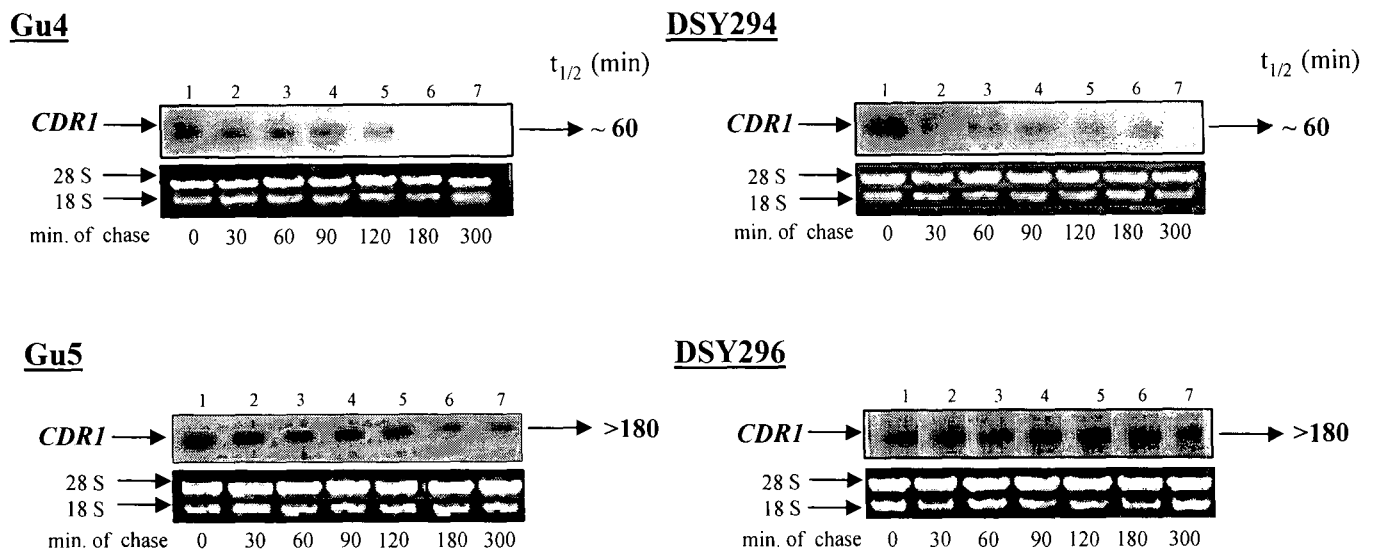 Gu4
t1/2 (min)
1 2 3 4 5 6 7
CDR1
~ 60
28 S
18 S
min. of chase 0 30 60 90 120 180 300
DSY294
t1/2 (min)
1 2 3 4 5 6 7
CDR1
~ 60
28 S
18 S
min. of chase 0 30 60 90 120 180 300
Gu5
1 2 3 4 5 6 7
CDR1
>180
28 S
18 S
min. of chase 0 30 60 90 120 180 300
DSY296
1 2 3 4 5 6 7
CDR1
>180
28 S
18 S
min. of chase 0 30 60 90 120 180 300